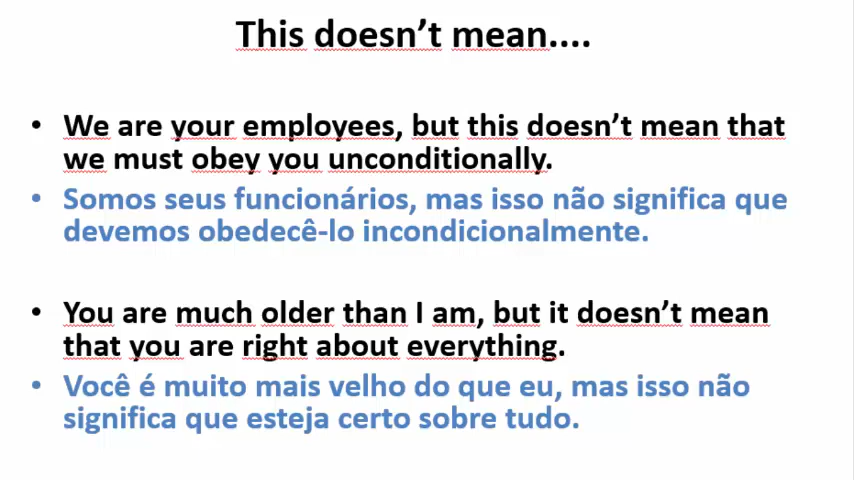 This doesn't mean....
• We are your employees, but this doesn't mean that
we must obey you unconditionally.
• Somos seus funcionários, mas isso não significa que
devemos obedecê-lo incondicionalmente.
• You are much older than I am, but it doesn't mean
that you are right about everything.
• Você é muito mais velho do que eu, mas isso não
significa que esteja certo sobre tudo.